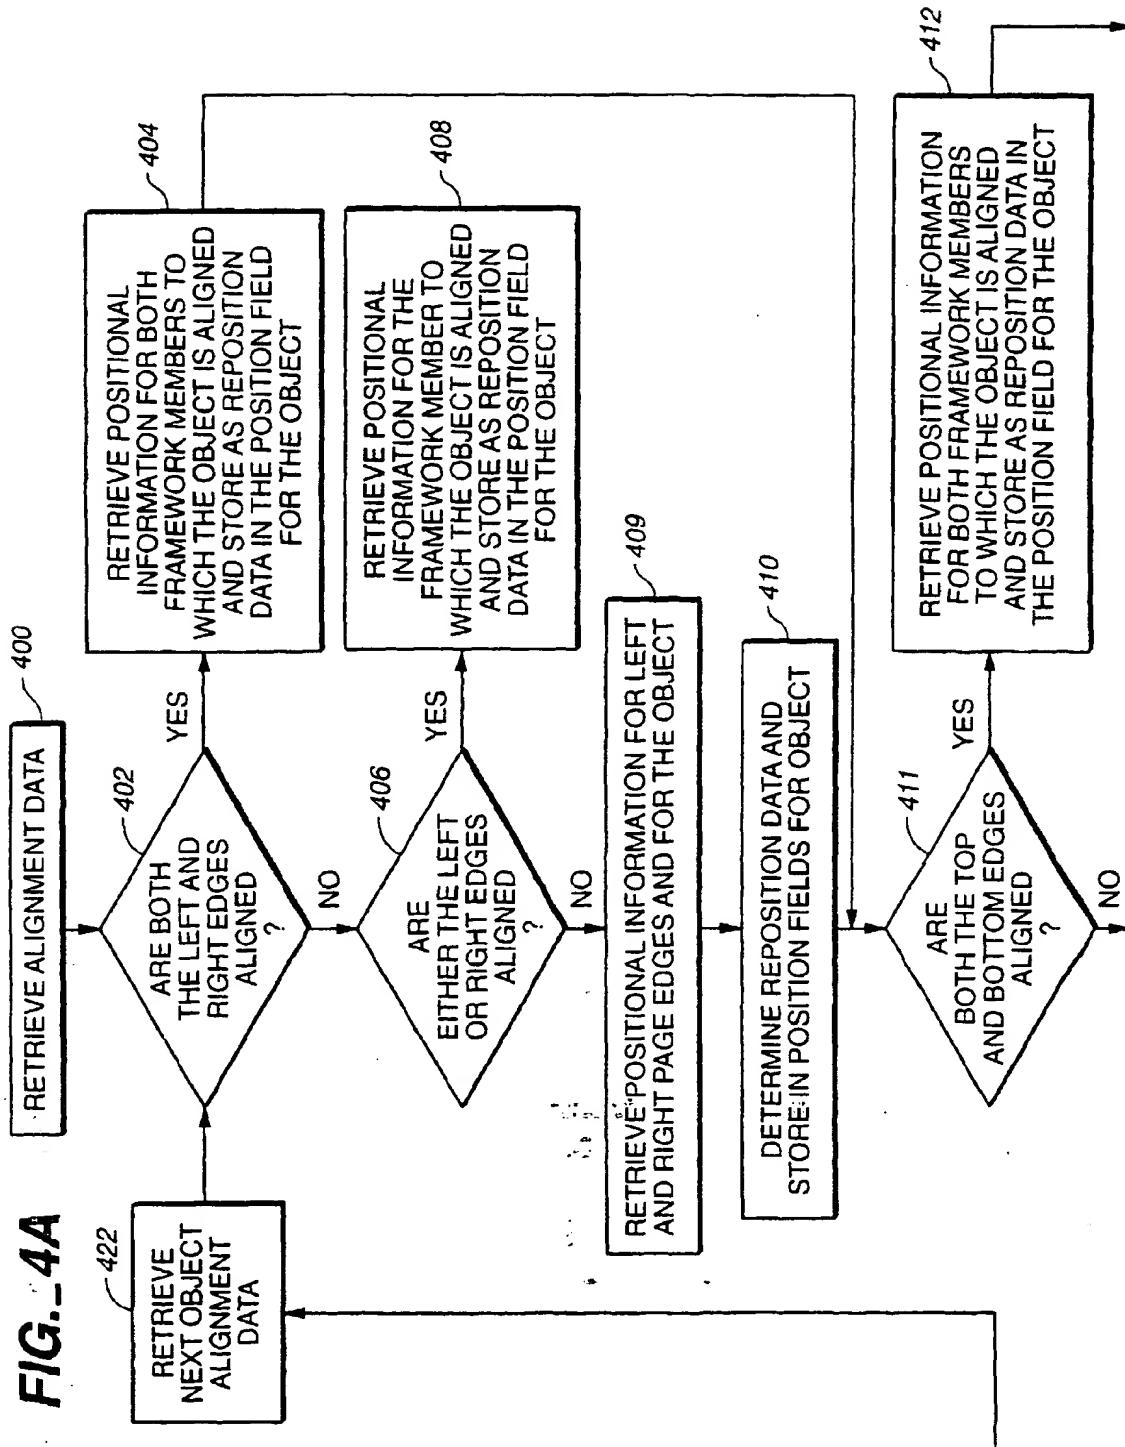 FIG._4A
400
RETRIEVE ALIGNMENT DATA
422
RETRIEVE
NEXT OBJECT
ALIGNMENT
DATA
402
ARE BOTH
THE LEFT AND
RIGHT EDGES
ALIGNED
?
YES
NO
404
RETRIEVE POSITIONAL
INFORMATION FOR BOTH
FRAMEWORK MEMBERS TO
WHICH THE OBJECT IS ALIGNED
AND STORE AS REPOSITION
DATA IN THE POSITION FIELD
FOR THE OBJECT
406
ARE
EITHER THE LEFT
OR RIGHT EDGES
ALIGNED
?
YES
NO
408
RETRIEVE POSITIONAL
INFORMATION FOR THE
FRAMEWORK MEMBER TO
WHICH THE OBJECT IS ALIGNED
AND STORE AS REPOSITION
DATA IN THE POSITION FIELD
FOR THE OBJECT
409
RETRIEVE POSITIONAL INFORMATION FOR LEFT
AND RIGHT PAGE EDGES AND FOR THE OBJECT
410
DETERMINE REPOSITION DATA AND
STORE IN POSITION FIELDS FOR OBJECT
411
ARE
BOTH THE TOP
AND BOTTOM EDGES
ALIGNED
?
YES
NO
412
RETRIEVE POSITIONAL INFORMATION
FOR BOTH FRAMEWORK MEMBERS
TO WHICH THE OBJECT IS ALIGNED
AND STORE AS REPOSITION DATA IN
THE POSITION FIELD FOR THE OBJECT